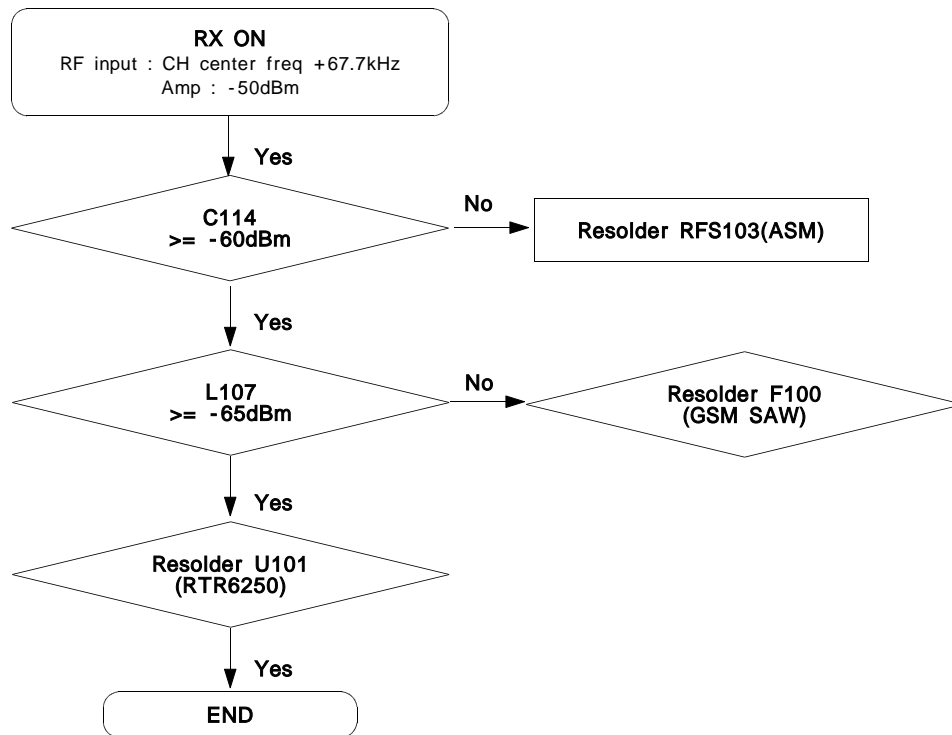 RX ON
RF input : CH center freq +67.7kHz
Amp : -50dBm
Yes
C114
>= -60dBm
No
Resolder RFS103(ASM)
Yes
L107
>= -65dBm
No
Resolder F100
(GSM SAW)
Yes
Resolder U101
(RTR6250)
Yes
END